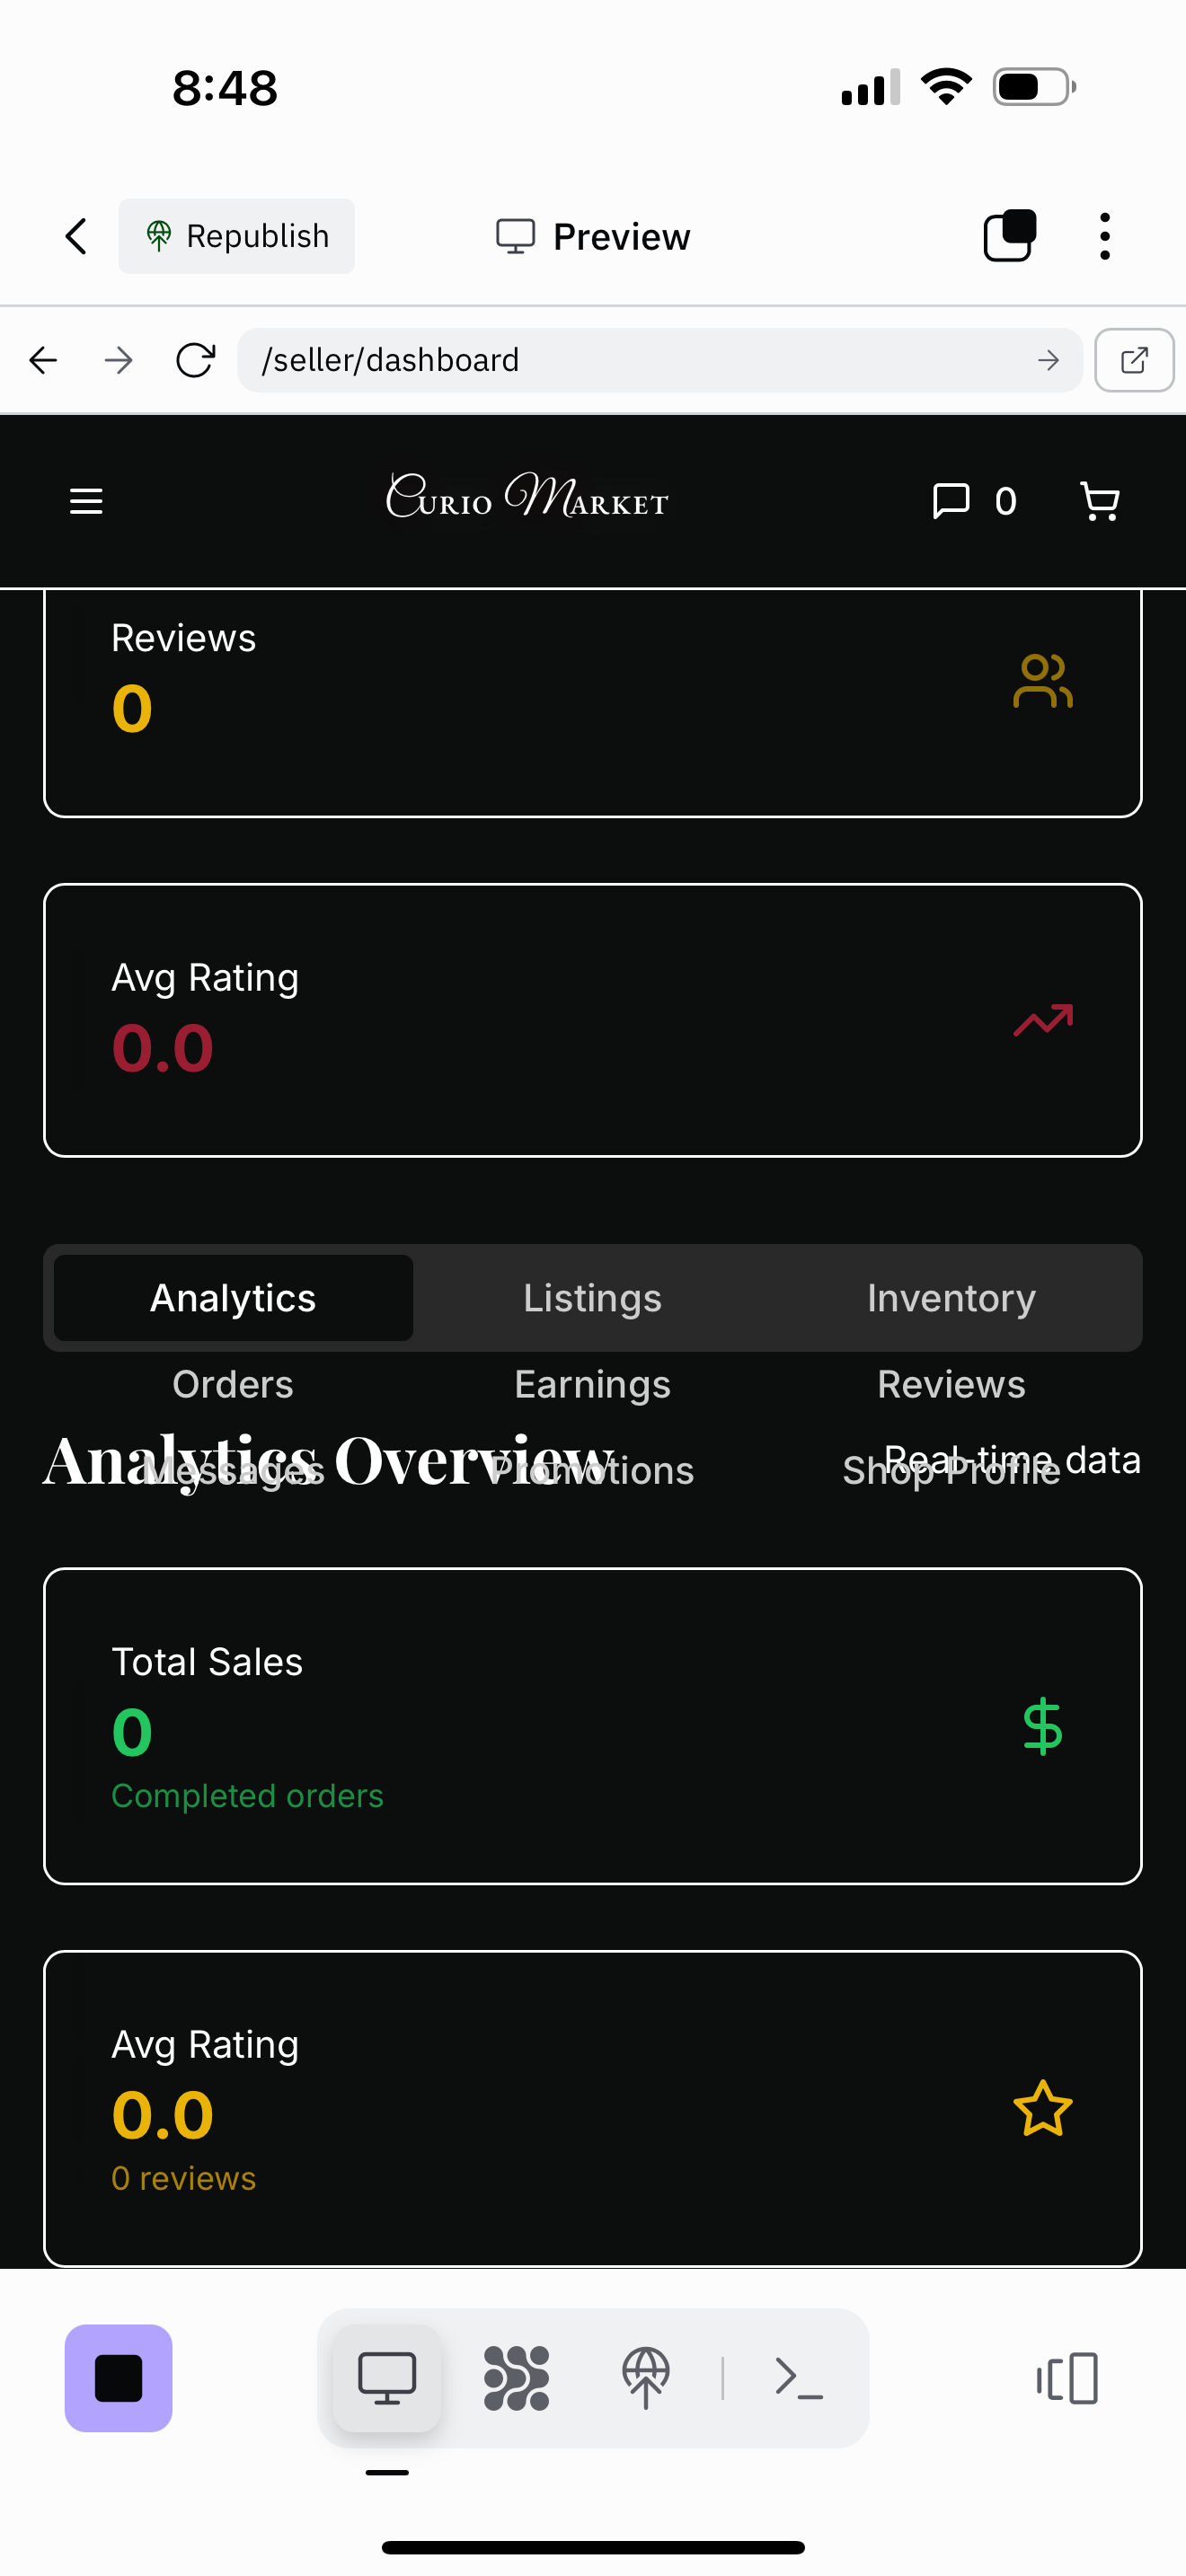 8:48
Republish
Preview
/seller/dashboard
Curio Market
0
Reviews
0
Avg Rating
0.0
Analytics Listings Inventory
Orders Earnings Reviews
Analytics Overview Real-time data
Messages Promotions Shop Profile
Total Sales
0
Completed orders
Avg Rating
0.0
0 reviews